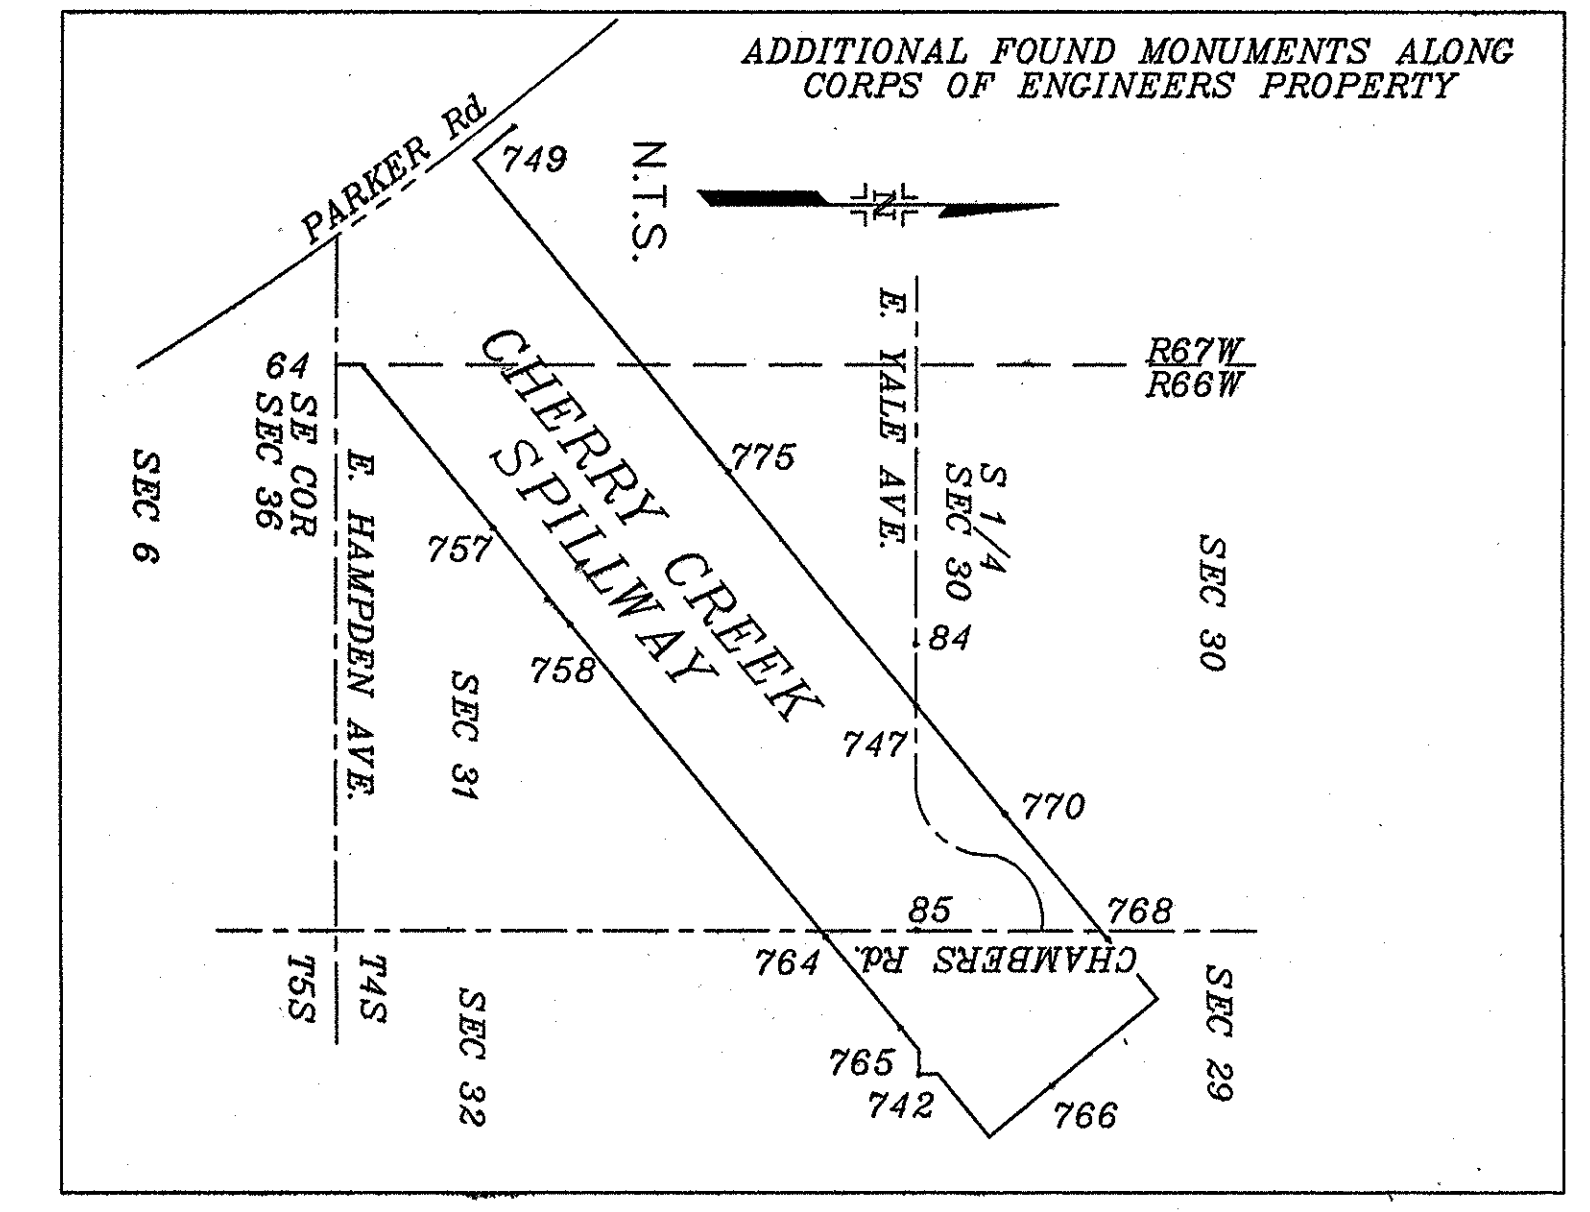 ADDITIONAL FOUND MONUMENTS ALONG
CORPS OF ENGINEERS PROPERTY
PARKER Rd
749
N.T.S.
N
R67W
R66W
64
SE COR
SEC 36
SEC 6
E. HAMPDEN AVE.
CHERRY CREEK
SPILLWAY
E. YALE AVE.
S 1/4
SEC 30
SEC 30
775
757
758
84
SEC 31
747
770
85
768
764
CHAMBERS Rd.
T4S
T5S
SEC 32
SEC 29
765
742
766